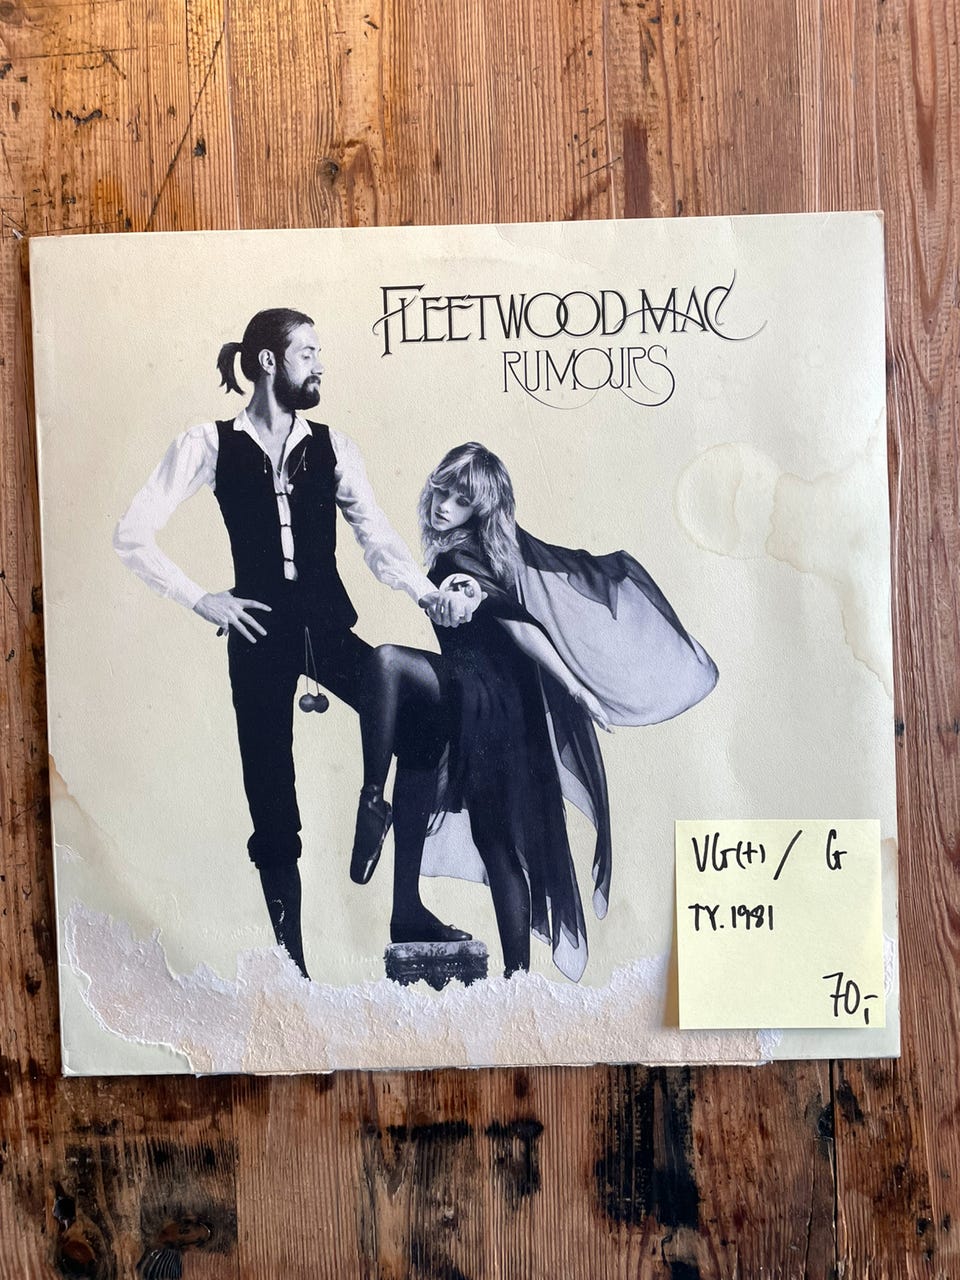 FLEETWOOD MAC
RUMOURS
VG(+) / G
TY. 1981
70,-